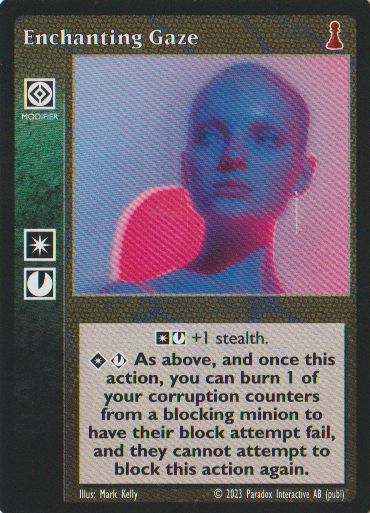 Enchanting Gaze
MODIFIER
+1 stealth.
As above, and once this
action, you can burn 1 of
your corruption counters
from a blocking minion to
have their block attempt fail,
and they cannot attempt to
block this action again.
Illus: Mark Kelly © 2023 Paradox Interactive AB (publ)